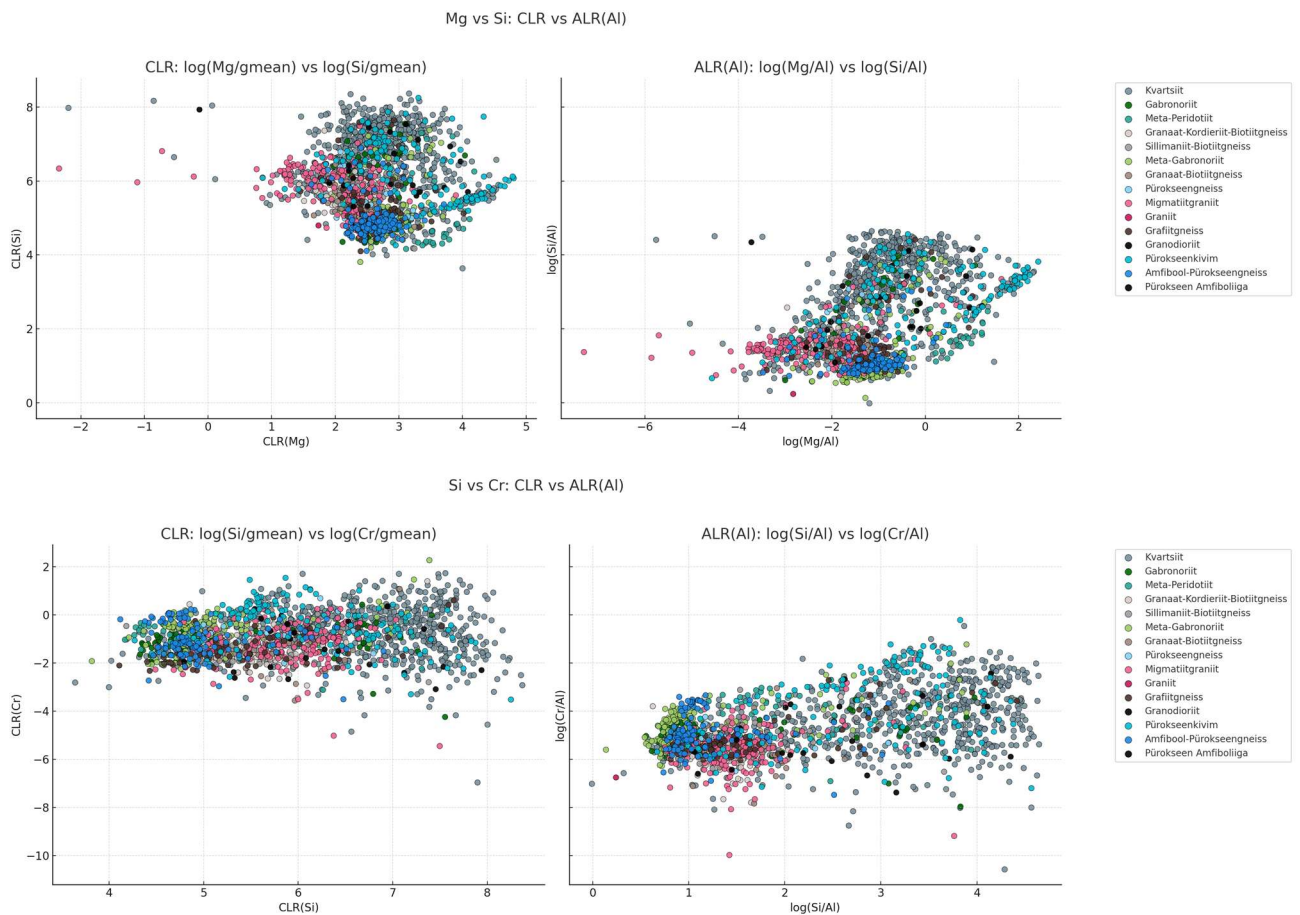 Mg vs Si: CLR vs ALR(Al)
CLR: log(Mg/gmean) vs log(Si/gmean)
CLR(Si)
8
6
4
2
0
−2
−1
0
1
2
3
4
5
CLR(Mg)
ALR(Al): log(Mg/Al) vs log(Si/Al)
log(Si/Al)
−6
−4
−2
0
2
log(Mg/Al)
Kvartsiit
Gabronoriit
Meta-Peridotiit
Granaat-Kordieriit-Biotiitgneiss
Sillimaniit-Biotiitgneiss
Meta-Gabronoriit
Granaat-Biotiitgneiss
Pürokseengneiss
Migmatiitgraniit
Graniit
Grafiitgneiss
Granodioriit
Pürokseenkivim
Amfibool-Pürokseengneiss
Pürokseen Amfiboliiga
Si vs Cr: CLR vs ALR(Al)
CLR: log(Si/gmean) vs log(Cr/gmean)
CLR(Cr)
2
0
−2
−4
−6
−8
−10
4
5
6
7
8
CLR(Si)
ALR(Al): log(Si/Al) vs log(Cr/Al)
log(Cr/Al)
0
1
2
3
4
log(Si/Al)
Kvartsiit
Gabronoriit
Meta-Peridotiit
Granaat-Kordieriit-Biotiitgneiss
Sillimaniit-Biotiitgneiss
Meta-Gabronoriit
Granaat-Biotiitgneiss
Pürokseengneiss
Migmatiitgraniit
Graniit
Grafiitgneiss
Granodioriit
Pürokseenkivim
Amfibool-Pürokseengneiss
Pürokseen Amfiboliiga